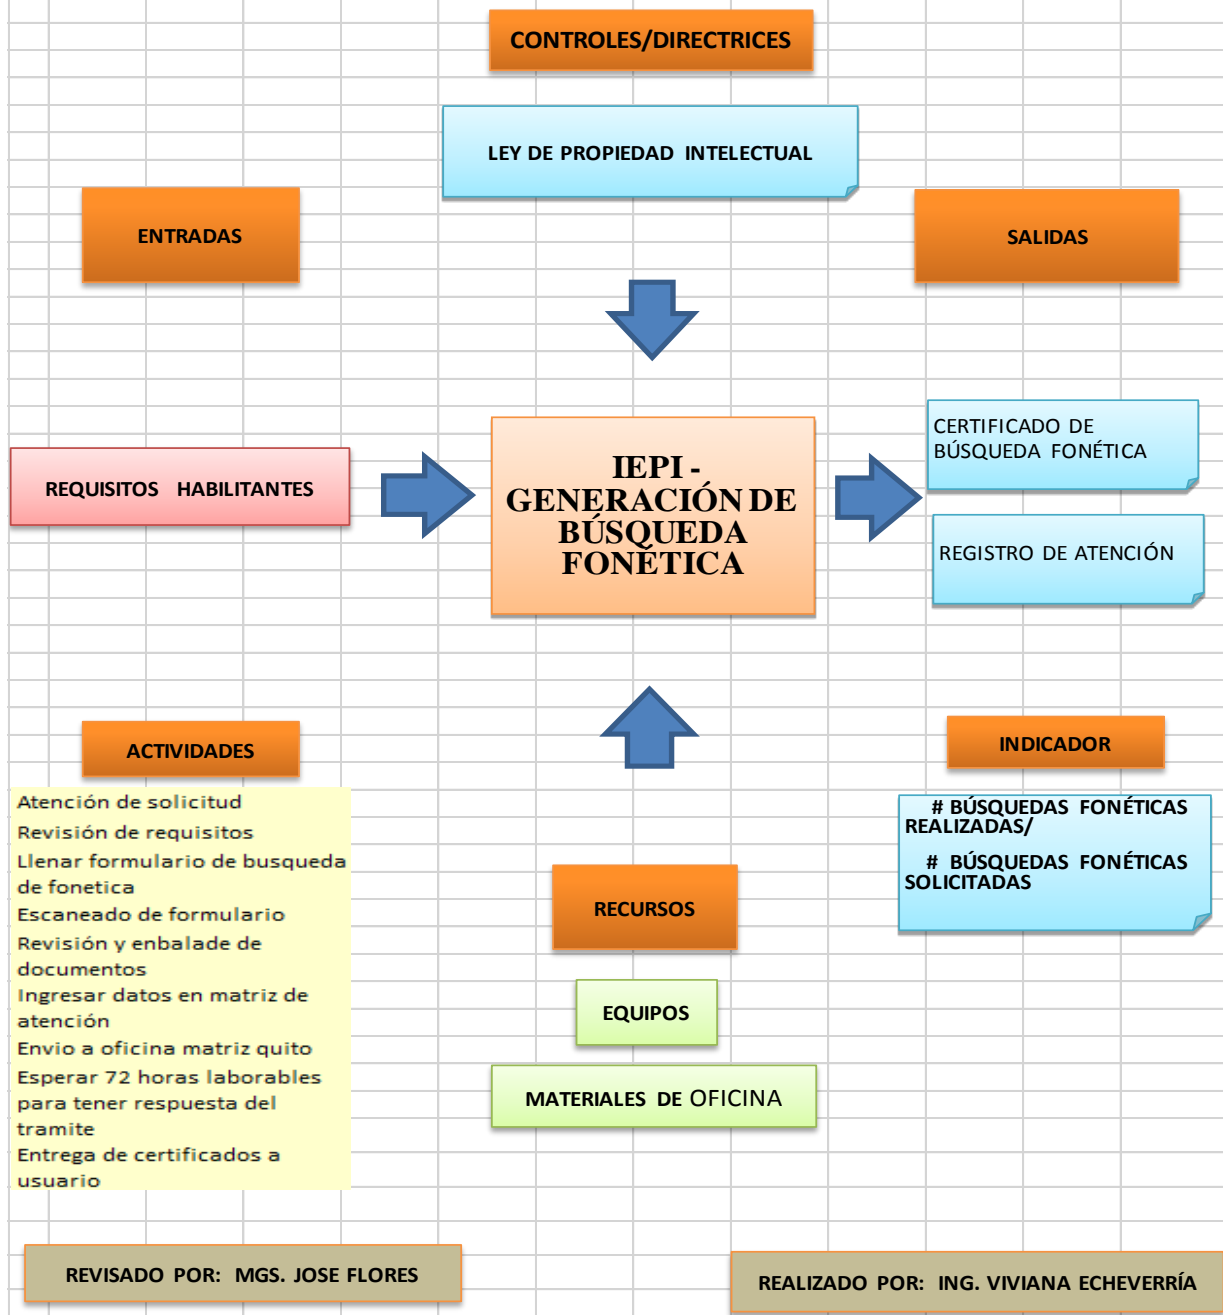 CONTROLES/DIRECTRICES
LEY DE PROPIEDAD INTELECTUAL
ENTRADAS
SALIDAS
REQUISITOS HABILITANTES
IEPI -
GENERACIÓN DE
BÚSQUEDA
FONÉTICA
CERTIFICADO DE
BÚSQUEDA FONÉTICA
REGISTRO DE ATENCIÓN
ACTIVIDADES
Atención de solicitud
Revisión de requisitos
Llenar formulario de busqueda
de fonetica
Escaneado de formulario
Revisión y enbalade de
documentos
Ingresar datos en matriz de
atención
Envio a oficina matriz quito
Esperar 72 horas laborables
para tener respuesta del
tramite
Entrega de certificados a
usuario
RECURSOS
EQUIPOS
MATERIALES DE OFICINA
INDICADOR
# BÚSQUEDAS FONÉTICAS
REALIZADAS/
# BÚSQUEDAS FONÉTICAS
SOLICITADAS
REVISADO POR: MGS. JOSE FLORES
REALIZADO POR: ING. VIVIANA ECHEVERRÍA